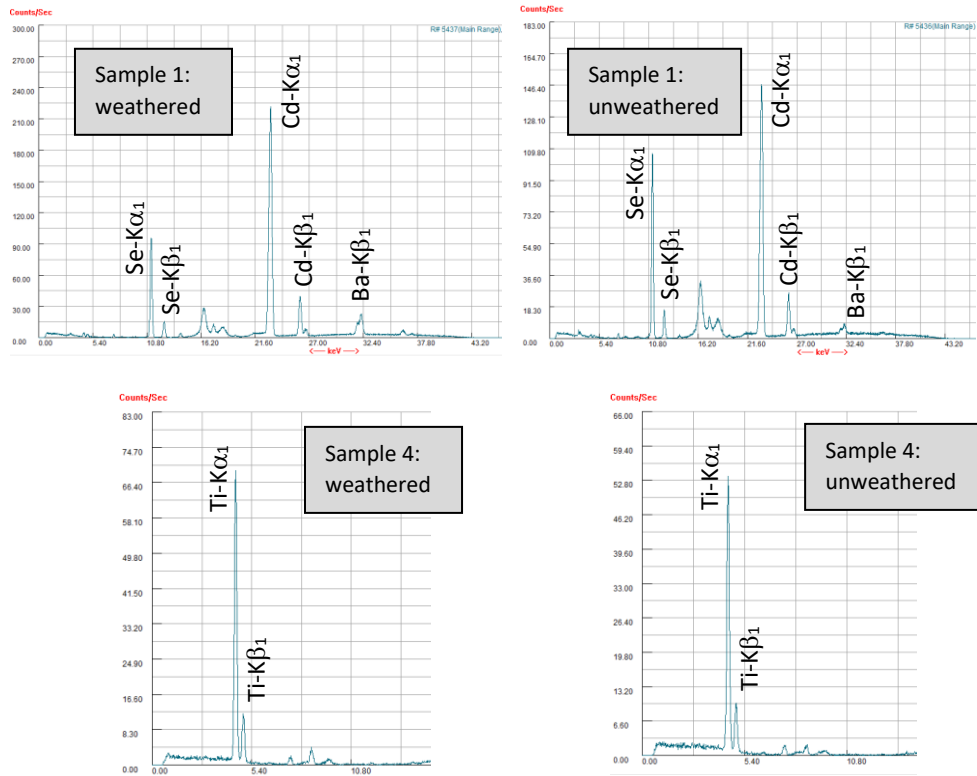 Counts/Sec
300.00
270.00
240.00
210.00
180.00
150.00
120.00
90.00
60.00
30.00
0.00
R# 5437(Main Range),
Sample 1:
weathered
Se-Kα1
Se-Kβ1
Cd-Kα1
Cd-Kβ1
Ba-Kβ1
0.00 5.40 10.80 16.20 21.60 27.00 32.40 37.80 43.20
<---- keV ---->
Counts/Sec
183.00
164.70
146.40
128.10
109.80
91.50
73.20
54.90
36.60
18.30
0.00
R# 5436(Main Range)
Sample 1:
unweathered
Se-Kα1
Se-Kβ1
Cd-Kα1
Cd-Kβ1
Ba-Kβ1
0.00 5.40 10.80 16.20 21.60 27.00 32.40 37.80 43.20
<---- keV ---->
Counts/Sec
83.00
74.70
66.40
58.10
49.80
41.50
33.20
24.90
16.60
8.30
0.00
Sample 4:
weathered
Ti-Kα1
Ti-Kβ1
0.00 5.40 10.80
Counts/Sec
66.00
59.40
52.80
46.20
39.60
33.00
26.40
19.80
13.20
6.60
0.00
Sample 4:
unweathered
Ti-Kα1
Ti-Kβ1
0.00 5.40 10.80